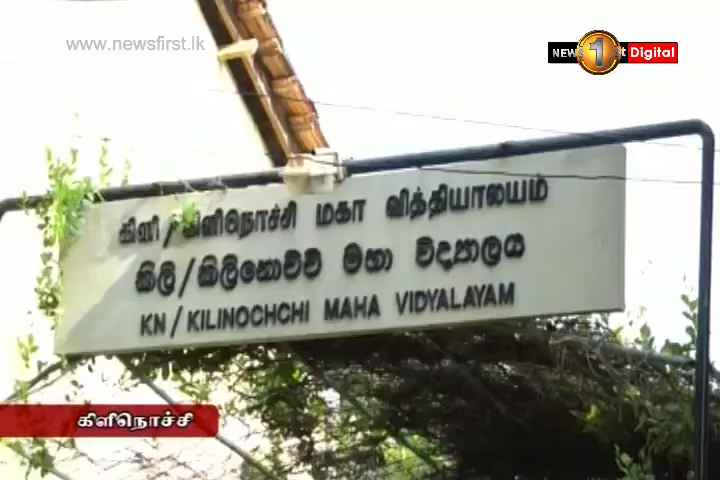 www.newsfirst.lk
NEWS 1st Digital
கிளி/கிளிநொச்சி மகா வித்தியாலயம்
කිලි/කිලිනොච්චි මහා විද්‍යාලය
KN/KILINOCHCHI MAHA VIDYALAYAM
கிளிநொச்சி